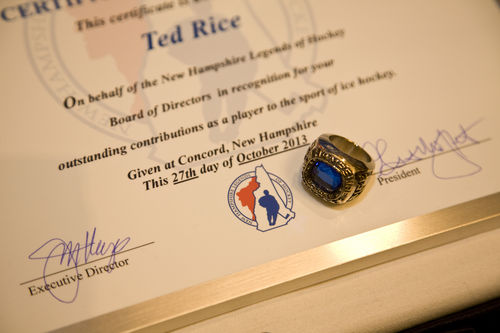 This certificate is
Ted Rice
On behalf of the New Hampshire Legends of Hockey
Board of Directors in recognition for your
outstanding contributions as a player to the sport of ice hockey.
Given at Concord, New Hampshire
This 27th day of October 2013
President
Executive Director